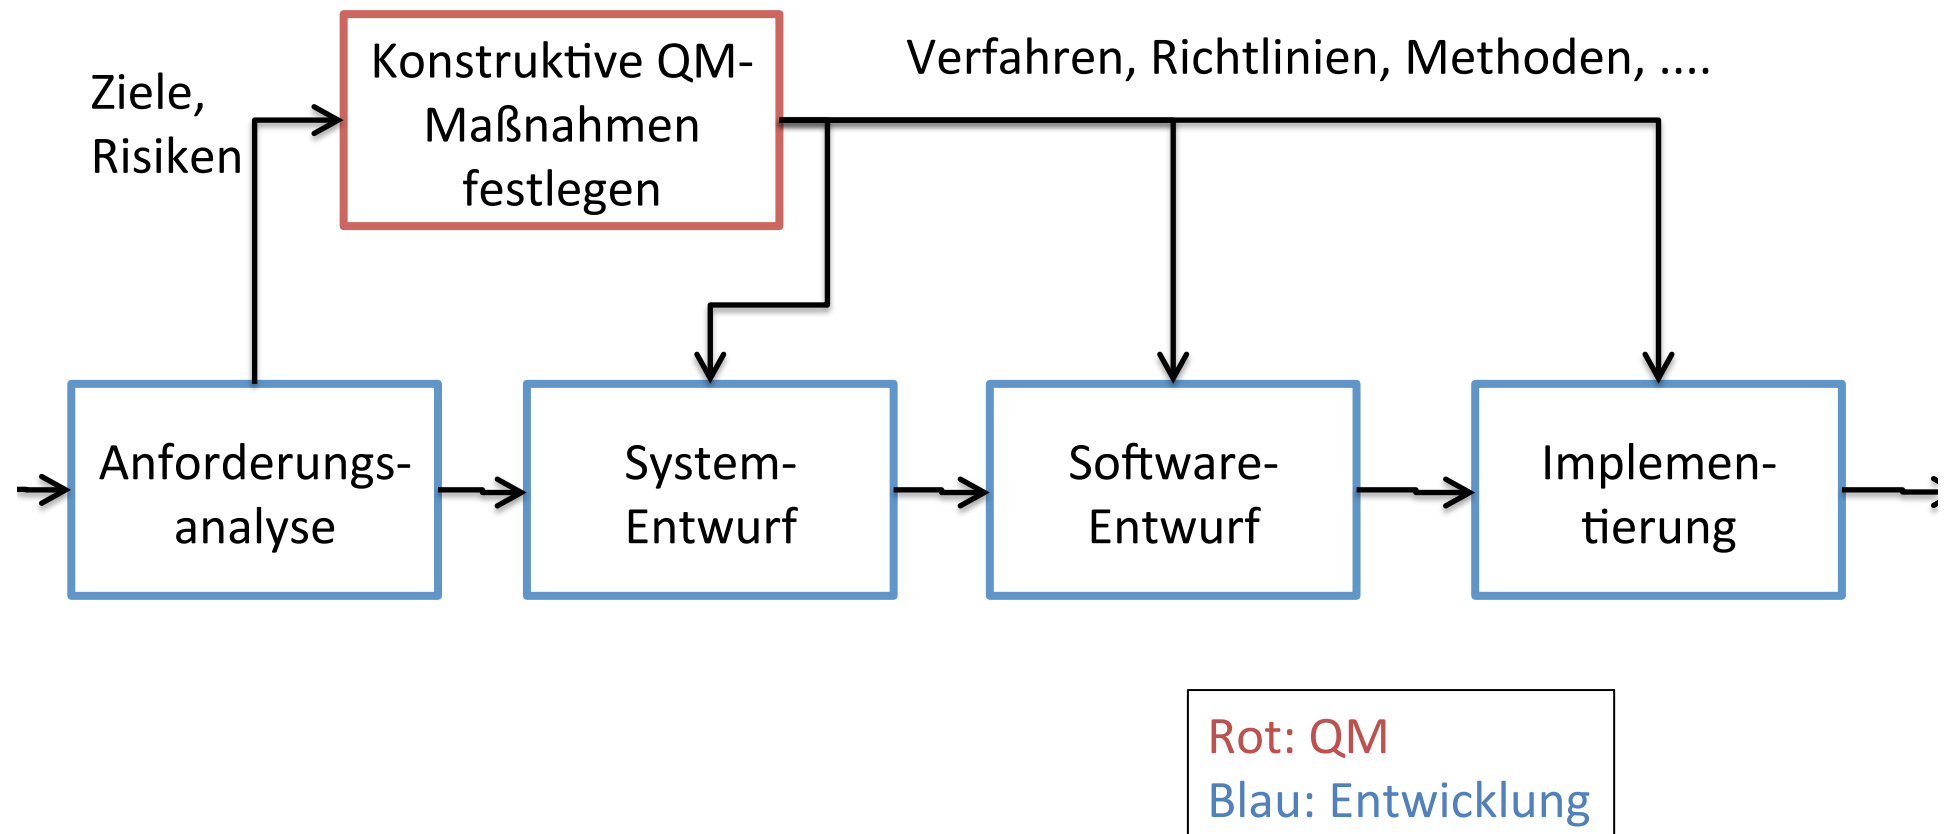 Ziele,
Risiken
Konstruktive QM-
Maßnahmen
festlegen
Verfahren, Richtlinien, Methoden, ....
Anforderungs-
analyse
System-
Entwurf
Software-
Entwurf
Implemen-
tierung
Rot: QM
Blau: Entwicklung